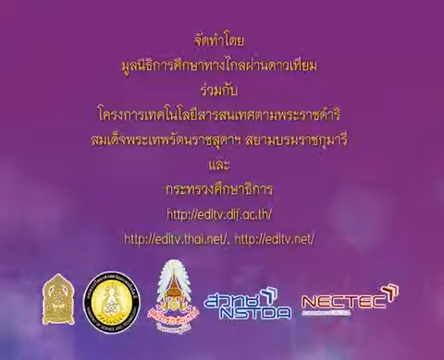 จัดทำโดย
มูลนิธิการศึกษาทางไกลผ่านดาวเทียม
ร่วมกับ
โครงการเทคโนโลยีสารสนเทศตามพระราชดำริ
สมเด็จพระเทพรัตนราชสุดาฯ สยามบรมราชกุมารี
และ
กระทรวงศึกษาธิการ
http://edltv.dlf.ac.th/
http://edltv.thai.net/, http://edltv.net/
สวทช NECTEC
NSTDA